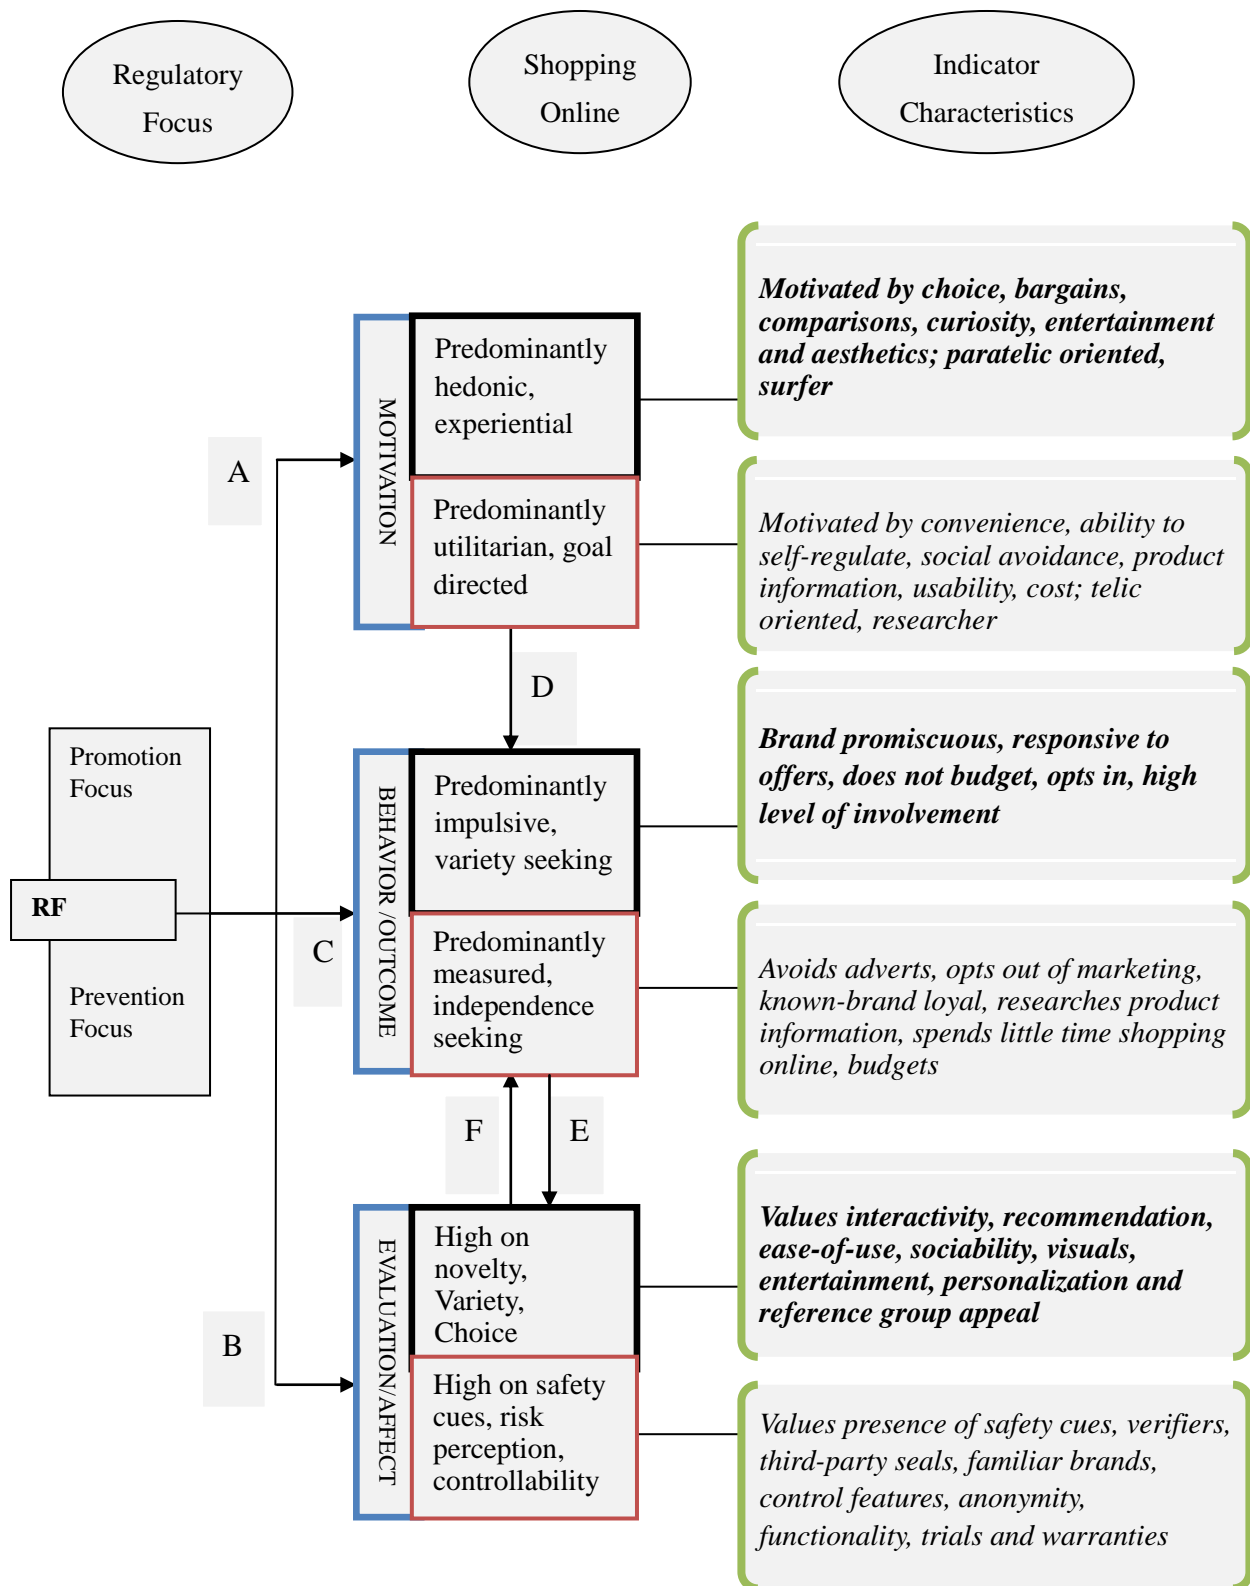 Regulatory
Focus
Shopping
Online
Indicator
Characteristics
Motivated by choice, bargains,
comparisons, curiosity, entertainment
and aesthetics; paratelic oriented,
surfer
MOTIVATION
Predominantly
hedonic,
experiential
A
Predominantly
utilitarian, goal
directed
Motivated by convenience, ability to
self-regulate, social avoidance, product
information, usability, cost; telic
oriented, researcher
D
Promotion
Focus
RF
Prevention
Focus
C
BEHAVIOR /OUTCOME
Predominantly
impulsive,
variety seeking
Brand promiscuous, responsive to
offers, does not budget, opts in, high
level of involvement
Predominantly
measured,
independence
seeking
Avoids adverts, opts out of marketing,
known-brand loyal, researches product
information, spends little time shopping
online, budgets
F
E
B
EVALUATION/AFFECT
High on
novelty,
Variety,
Choice
Values interactivity, recommendation,
ease-of-use, sociability, visuals,
entertainment, personalization and
reference group appeal
High on safety
cues, risk
perception,
controllability
Values presence of safety cues, verifiers,
third-party seals, familiar brands,
control features, anonymity,
functionality, trials and warranties